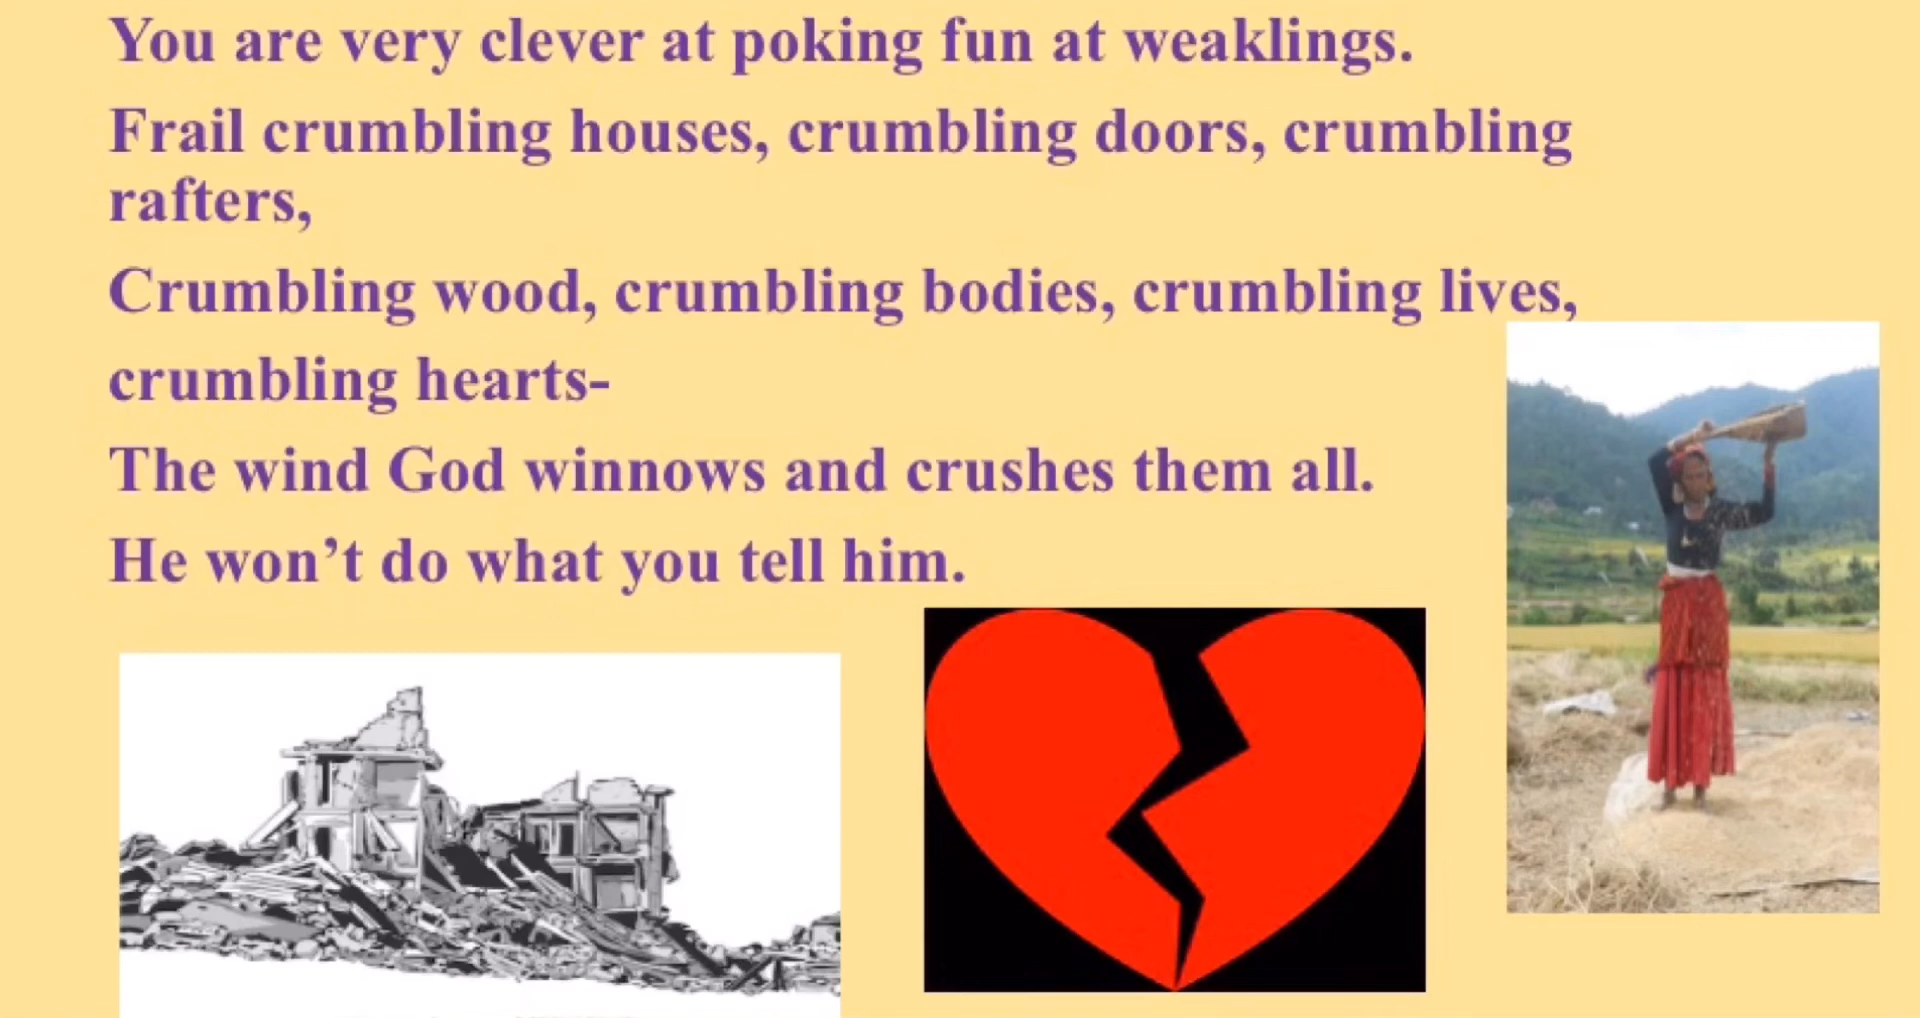 You are very clever at poking fun at weaklings.
Frail crumbling houses, crumbling doors, crumbling
rafters,
Crumbling wood, crumbling bodies, crumbling lives,
crumbling hearts-
The wind God winnows and crushes them all.
He won’t do what you tell him.